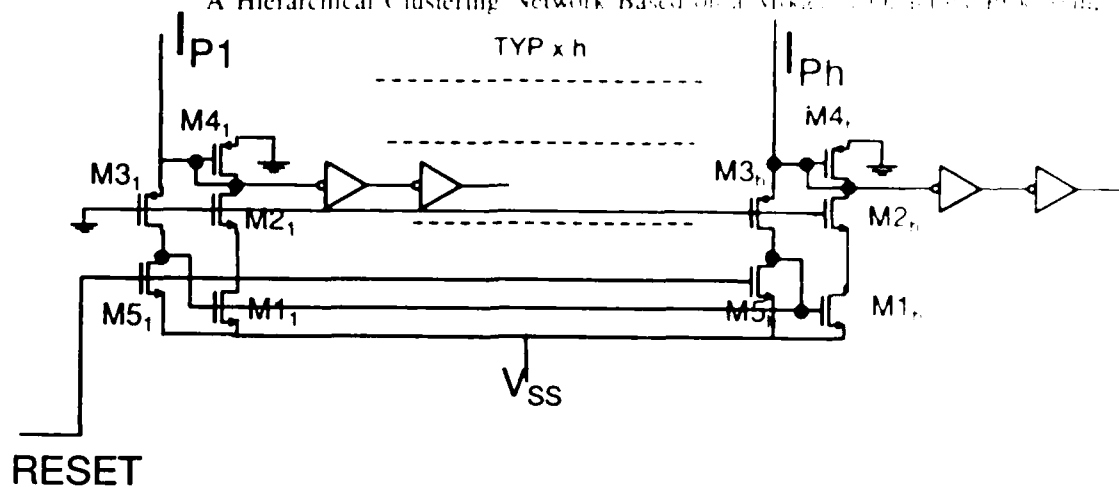 A Hierarchical Clustering Network Based on a
I_P1
TYP x h
I_Ph
M4_1
M4
M3_1
M3_h
M2_1
M2_h
M5_1
M1_1
M5
M1_h
V_SS
RESET